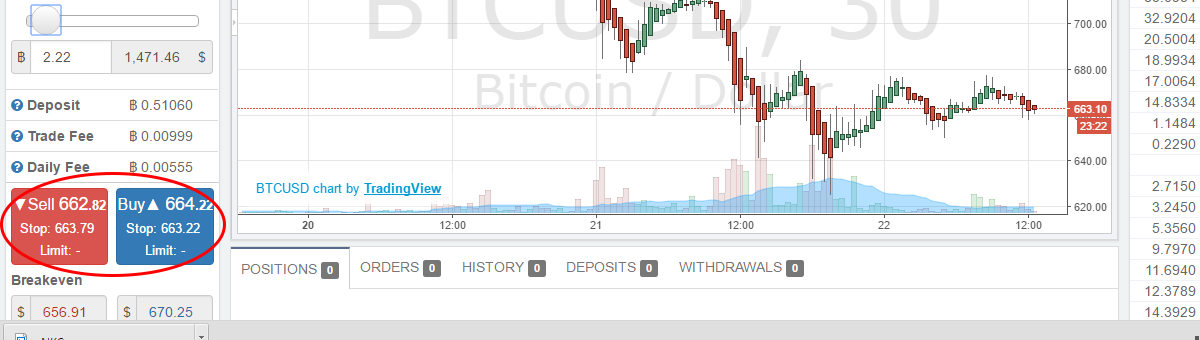 ฿ 2.22 1,471.46 $
? Deposit ฿ 0.51060
? Trade Fee ฿ 0.00999
? Daily Fee ฿ 0.00555
▼Sell 662.82
Stop: 663.79
Limit: -
Buy▲ 664.22
Stop: 663.22
Limit: -
Breakeven
$ 656.91 $ 670.25
BTCUSD, 30
Bitcoin / Dollar
700.00
680.00
663.10
23:22
640.00
620.00
BTCUSD chart by TradingView
20 12:00 21 12:00 22 12:00
POSITIONS 0 ORDERS 0 HISTORY 0 DEPOSITS 0 WITHDRAWALS 0
32.9204
20.5004
18.9934
17.0064
14.8334
1.1484
0.2290
2.7150
3.2450
5.3560
9.7970
11.6940
12.3789
14.3929